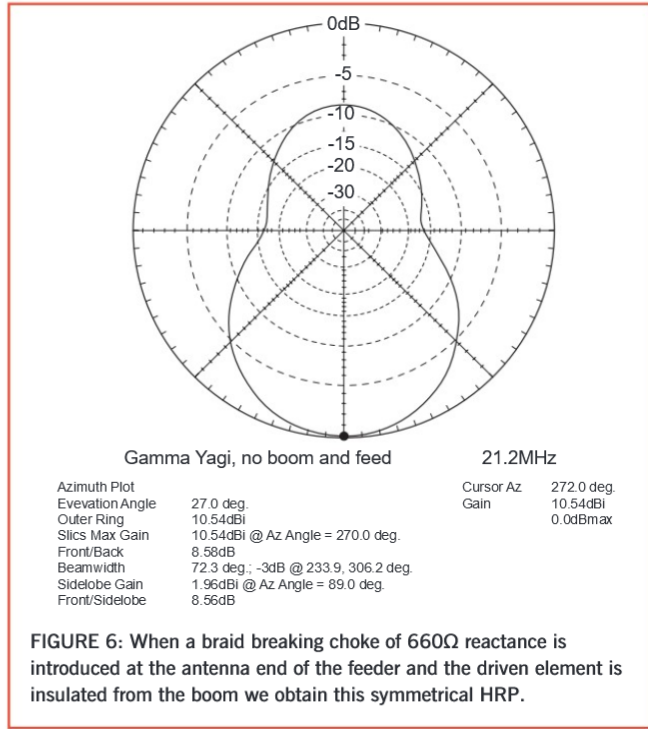 0dB
-5
-10
-15
-20
-30
Gamma Yagi, no boom and feed 21.2MHz
Azimuth Plot Cursor Az 272.0 deg.
Evevation Angle 27.0 deg. Gain 10.54dBi
Outer Ring 10.54dBi 0.0dBmax
Slics Max Gain 10.54dBi @ Az Angle = 270.0 deg.
Front/Back 8.58dB
Beamwidth 72.3 deg.; -3dB @ 233.9, 306.2 deg.
Sidelobe Gain 1.96dBi @ Az Angle = 89.0 deg.
Front/Sidelobe 8.56dB
FIGURE 6: When a braid breaking choke of 660Ω reactance is
introduced at the antenna end of the feeder and the driven element is
insulated from the boom we obtain this symmetrical HRP.